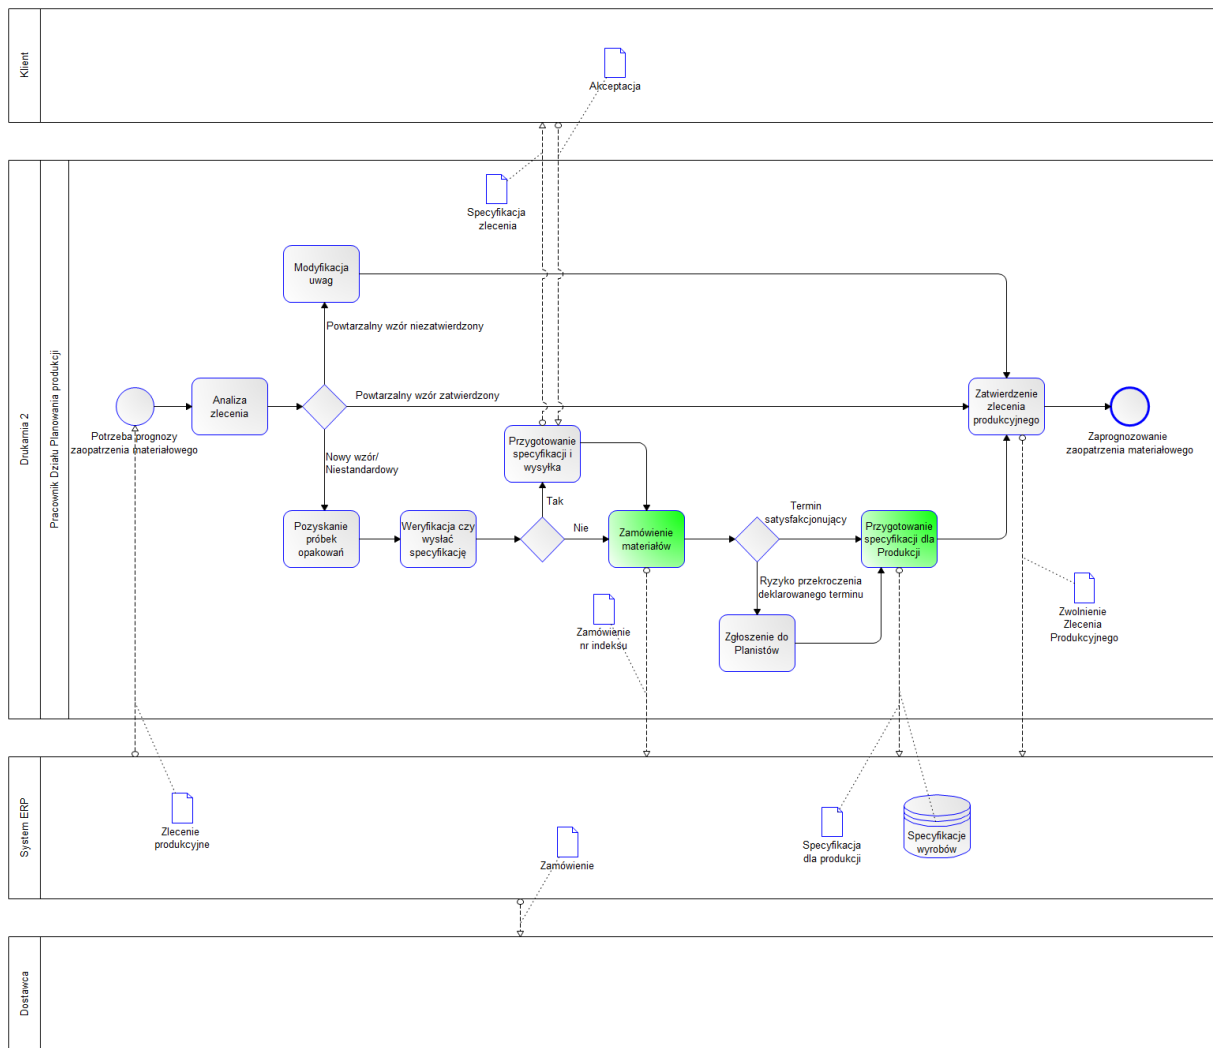 Klient
Akceptacja
Drukarnia 2
Pracownik Działu Planowania produkcji
Specyfikacja
zlecenia
Modyfikacja
uwag
Powtarzalny wzór niezatwierdzony
Potrzeba prognozy
zaopatrzenia materiałowego
Analiza
zlecenia
Powtarzalny wzór zatwierdzony
Zatwierdzenie
zlecenia
produkcyjnego
Zaprognozowanie
zaopatrzenia materiałowego
Nowy wzór/
Niestandardowy
Przygotowanie
specyfikacji i
wysyłka
Tak
Pozyskanie
próbek
opakowań
Weryfikacja czy
wysłać
specyfikację
Nie
Zamówienie
materiałów
Termin
satysfakcjonujący
Przygotowanie
specyfikacji dla
Produkcji
Ryzyko przekroczenia
deklarowanego terminu
Zgłoszenie do
Planistów
Zamówienie
nr indeksu
Zwolnienie
Zlecenia
Produkcyjnego
System ERP
Zlecenie
produkcyjne
Zamówienie
Specyfikacja
dla produkcji
Specyfikacje
wyrobów
Dostawca